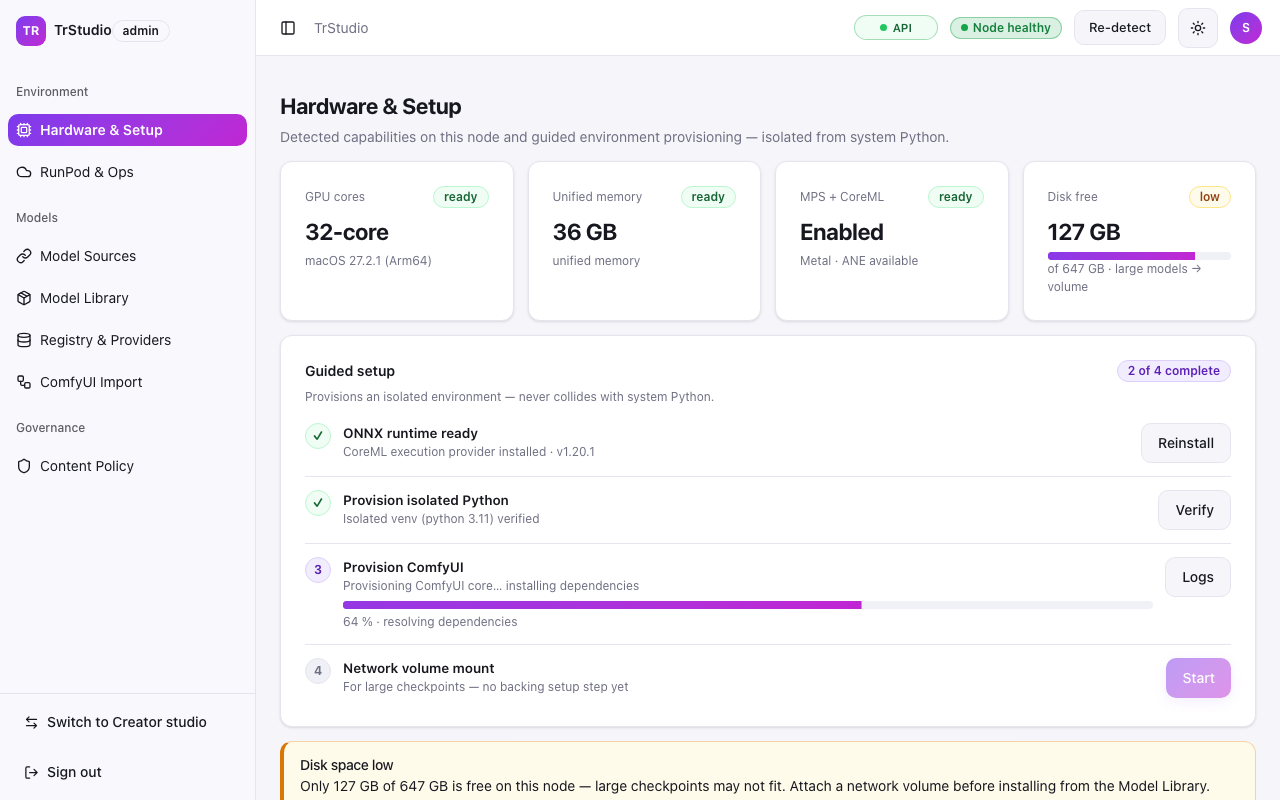 TR TrStudio admin
Environment
Hardware & Setup
RunPod & Ops
Models
Model Sources
Model Library
Registry & Providers
ComfyUI Import
Governance
Content Policy
Switch to Creator studio
Sign out
TrStudio
API
Node healthy
Re-detect
S
Hardware & Setup
Detected capabilities on this node and guided environment provisioning — isolated from system Python.
GPU cores
ready
32-core
macOS 27.2.1 (Arm64)
Unified memory
ready
36 GB
unified memory
MPS + CoreML
ready
Enabled
Metal · ANE available
Disk free
low
127 GB
of 647 GB · large models →
volume
Guided setup
2 of 4 complete
Provisions an isolated environment — never collides with system Python.
ONNX runtime ready
CoreML execution provider installed · v1.20.1
Reinstall
Provision isolated Python
Isolated venv (python 3.11) verified
Verify
3
Provision ComfyUI
Provisioning ComfyUI core... installing dependencies
64 % · resolving dependencies
Logs
4
Network volume mount
For large checkpoints — no backing setup step yet
Start
Disk space low
Only 127 GB of 647 GB is free on this node — large checkpoints may not fit. Attach a network volume before installing from the Model Library.